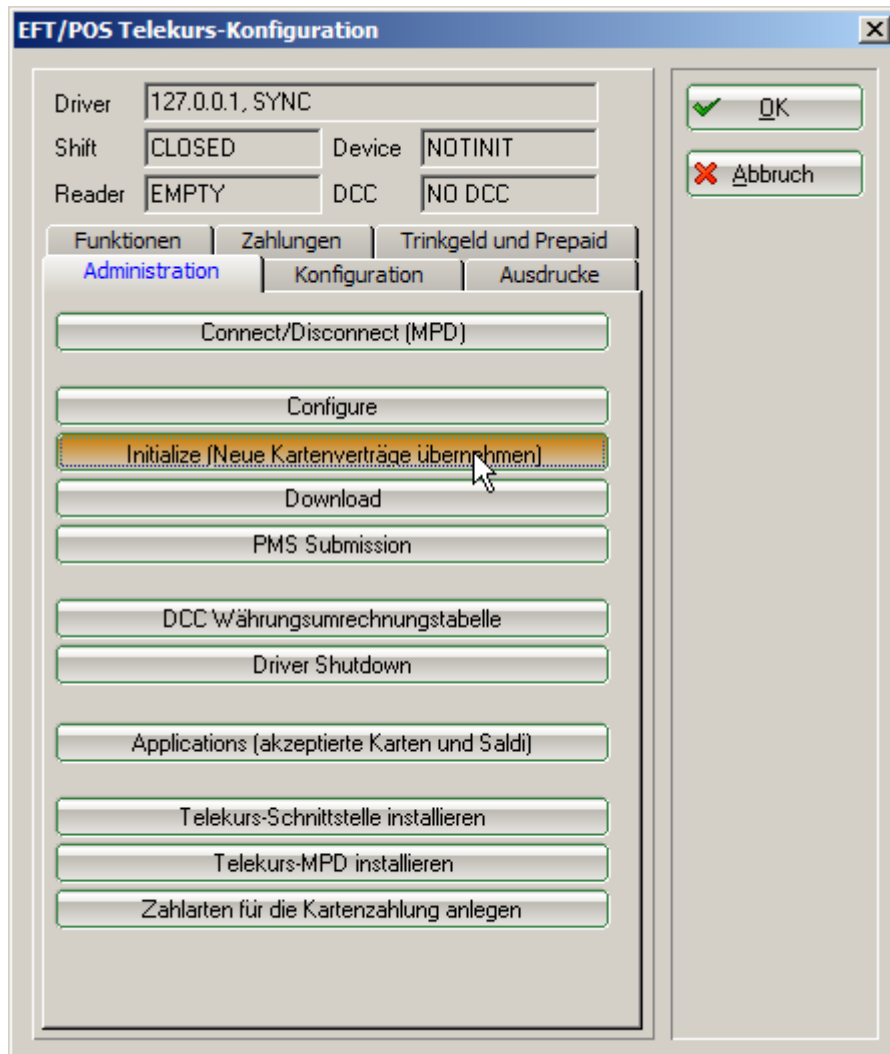 EFT/POS Telekurs-Konfiguration
Driver 127.0.0.1, SYNC
Shift CLOSED Device NOTINIT
Reader EMPTY DCC NO DCC
OK
Abbruch
Funktionen Zahlungen Trinkgeld und Prepaid
Administration Konfiguration Ausdrucke
Connect/Disconnect (MPD)
Configure
Initialize (Neue Kartenverträge übernehmen)
Download
PMS Submission
DCC Währungsumrechnungstabelle
Driver Shutdown
Applications (akzeptierte Karten und Saldi)
Telekurs-Schnittstelle installieren
Telekurs-MPD installieren
Zahlarten für die Kartenzahlung anlegen